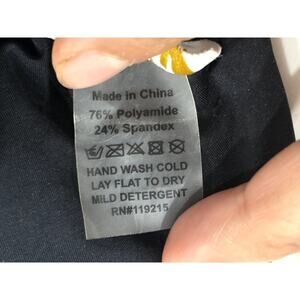 Made in China
76% Polyamide
24% Spandex
HAND WASH COLD
LAY FLAT TO DRY
MILD DETERGENT
RN#119215